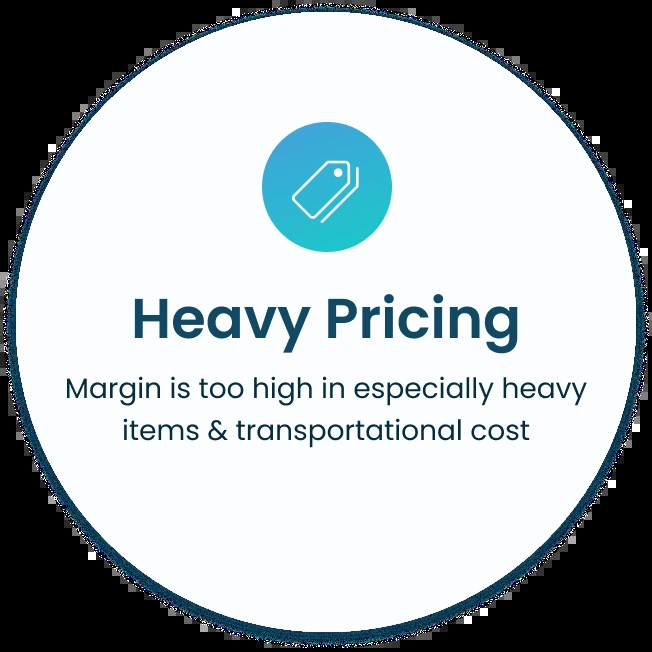 Heavy Pricing
Margin is too high in especially heavy
items & transportational cost